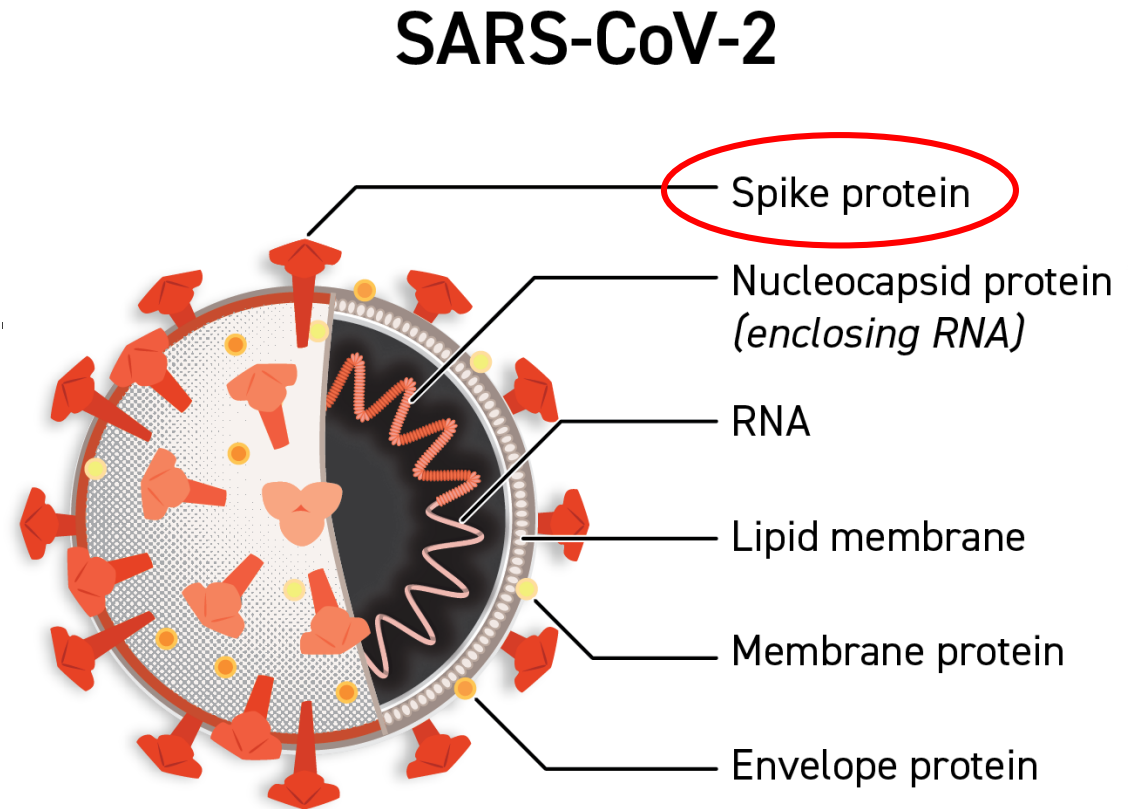 SARS-CoV-2
Spike protein
Nucleocapsid protein
(enclosing RNA)
RNA
Lipid membrane
Membrane protein
Envelope protein